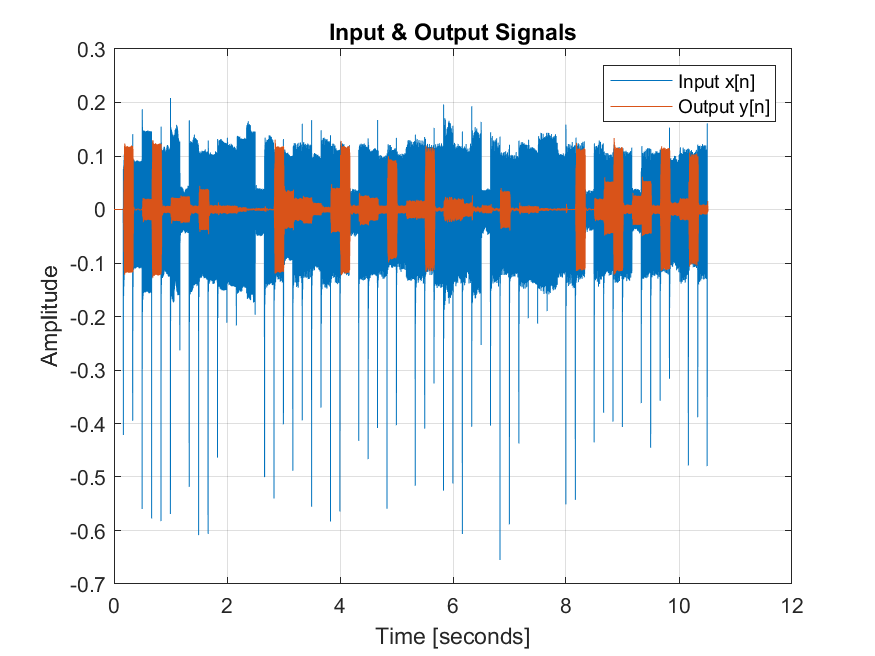 Input & Output Signals
0.3
0.2
0.1
0
-0.1
-0.2
-0.3
-0.4
-0.5
-0.6
-0.7
Amplitude
Input x[n]
Output y[n]
0 2 4 6 8 10 12
Time [seconds]